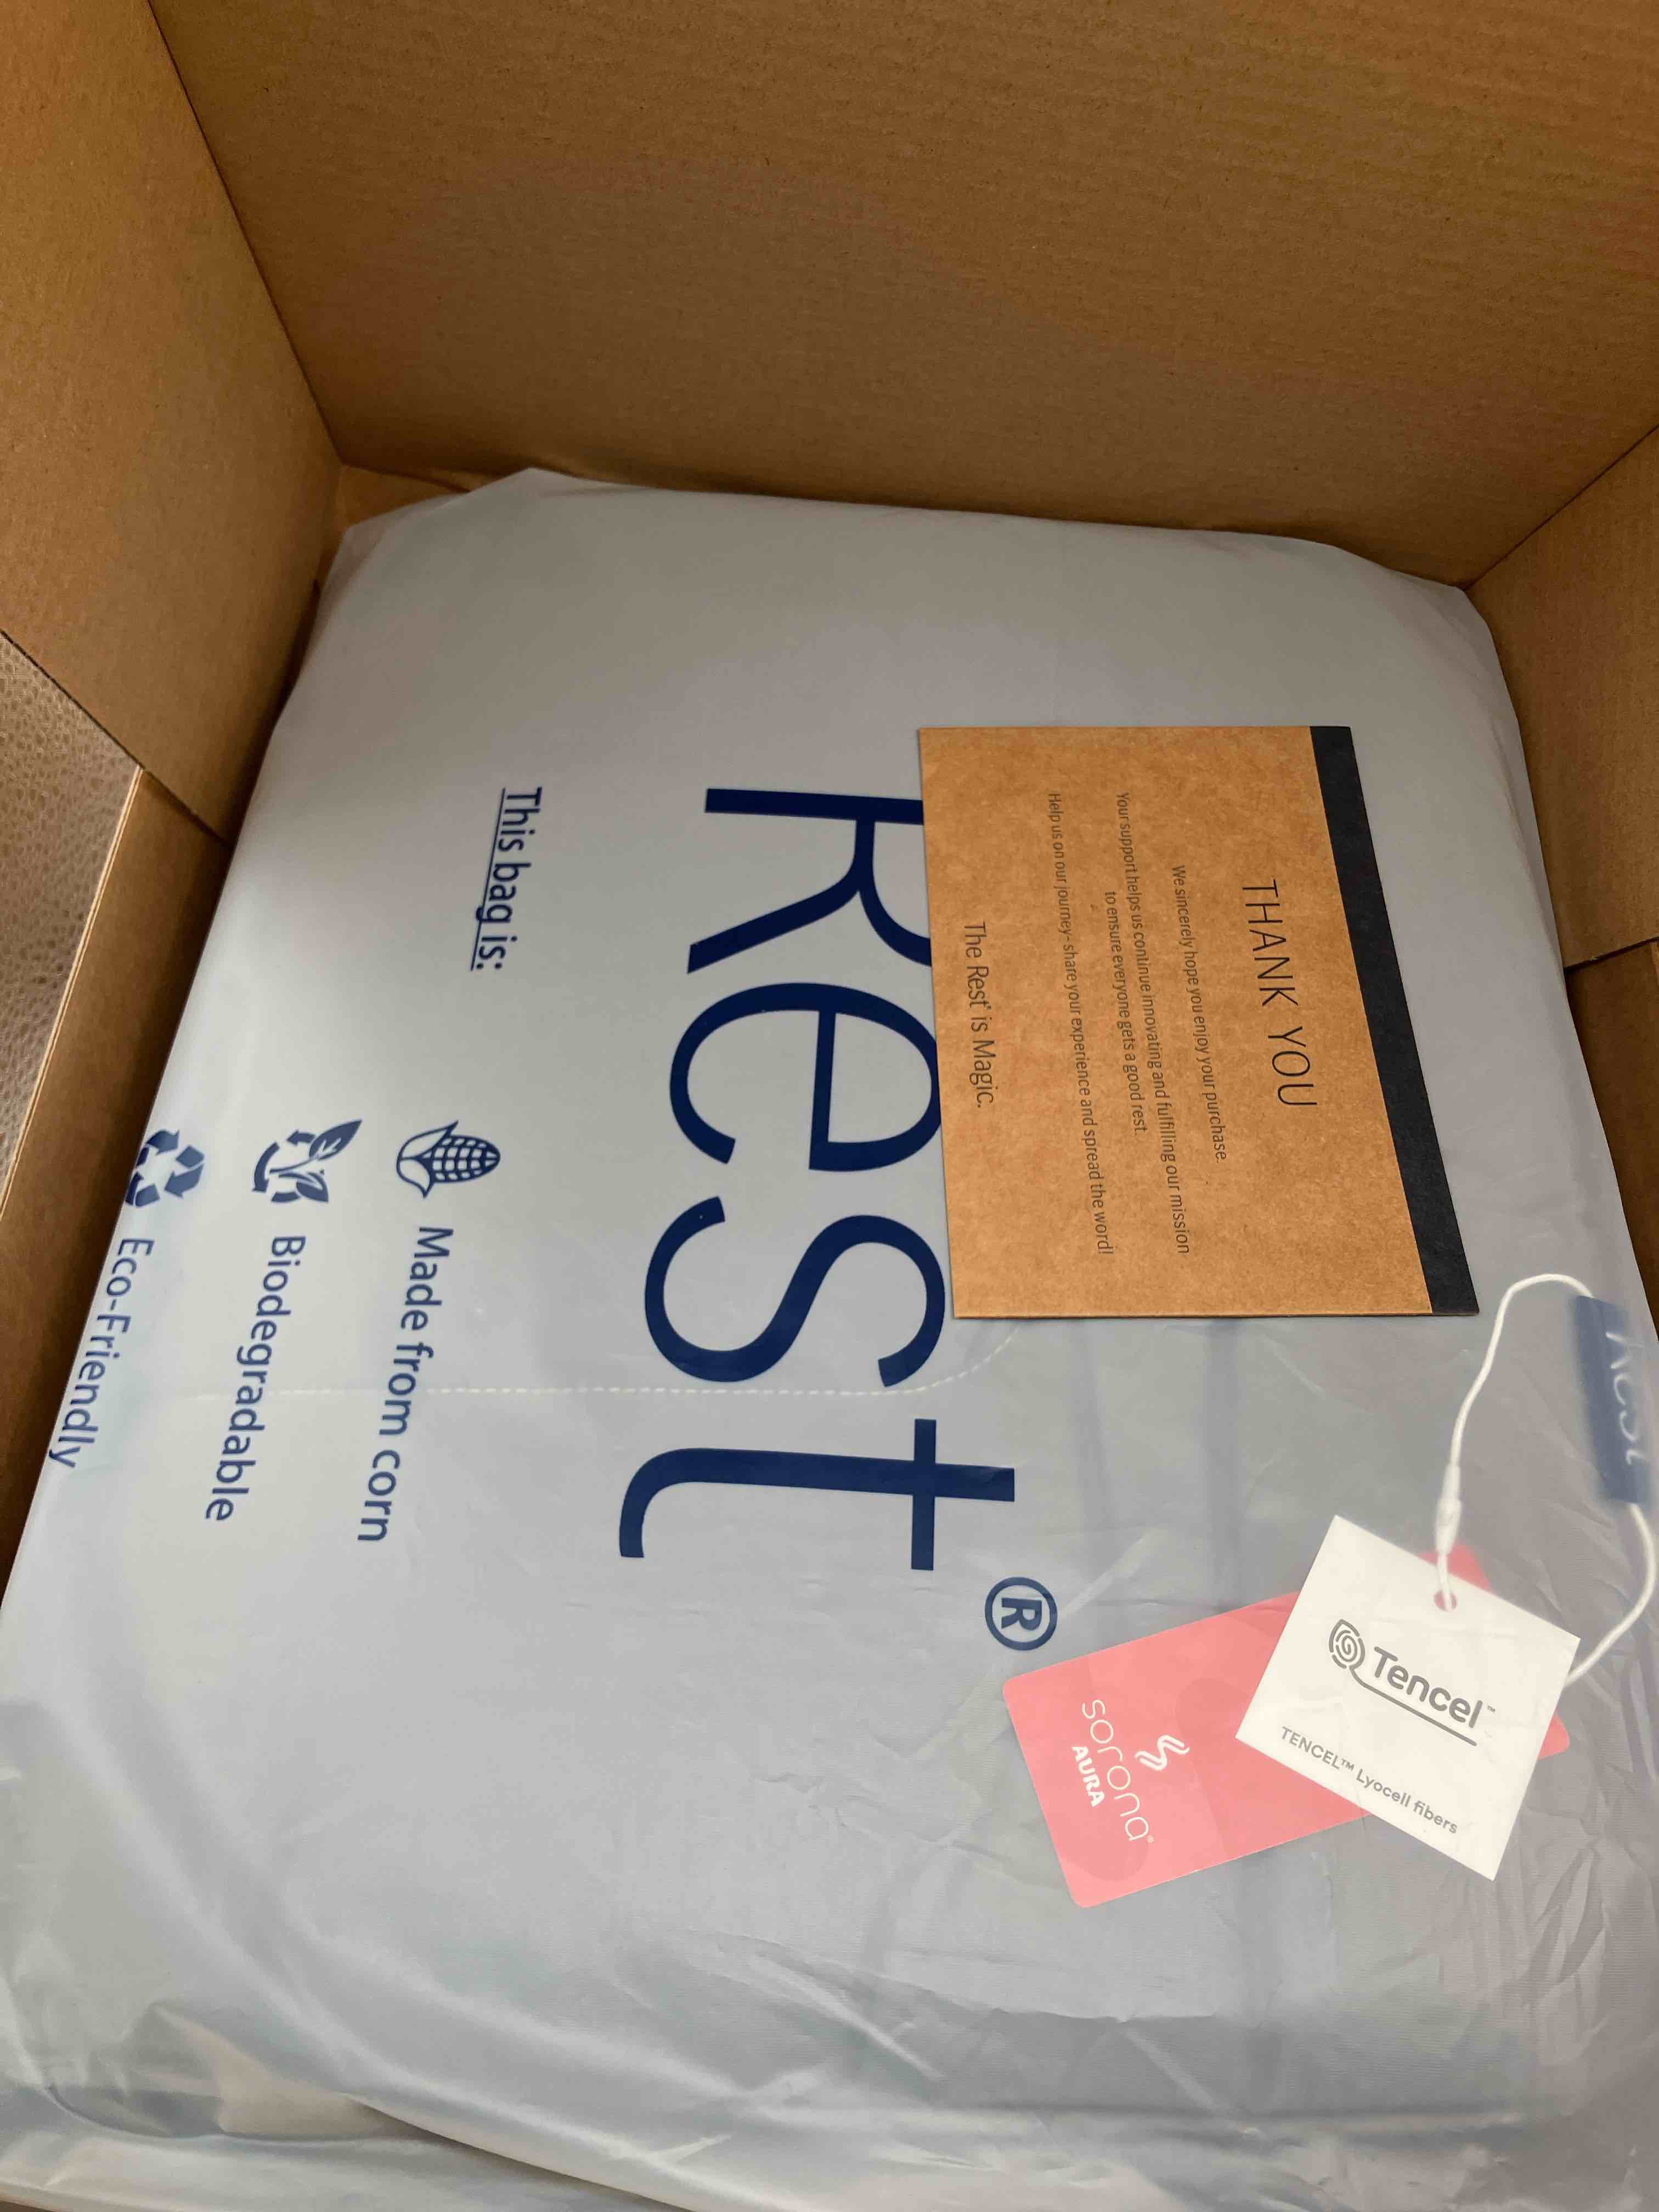 THANK YOU
We sincerely hope you enjoy your purchase.
Your support helps us continue innovating and fulfilling our mission
to ensure everyone gets a good rest.
Help us on our journey - share your experience and spread the word!
The Rest® is Magic.
Rest®
This bag is:
Made from corn
Biodegradable
Eco-Friendly
Rest
Tencel™
TENCEL™ Lyocell fibers
sorona®
AURA